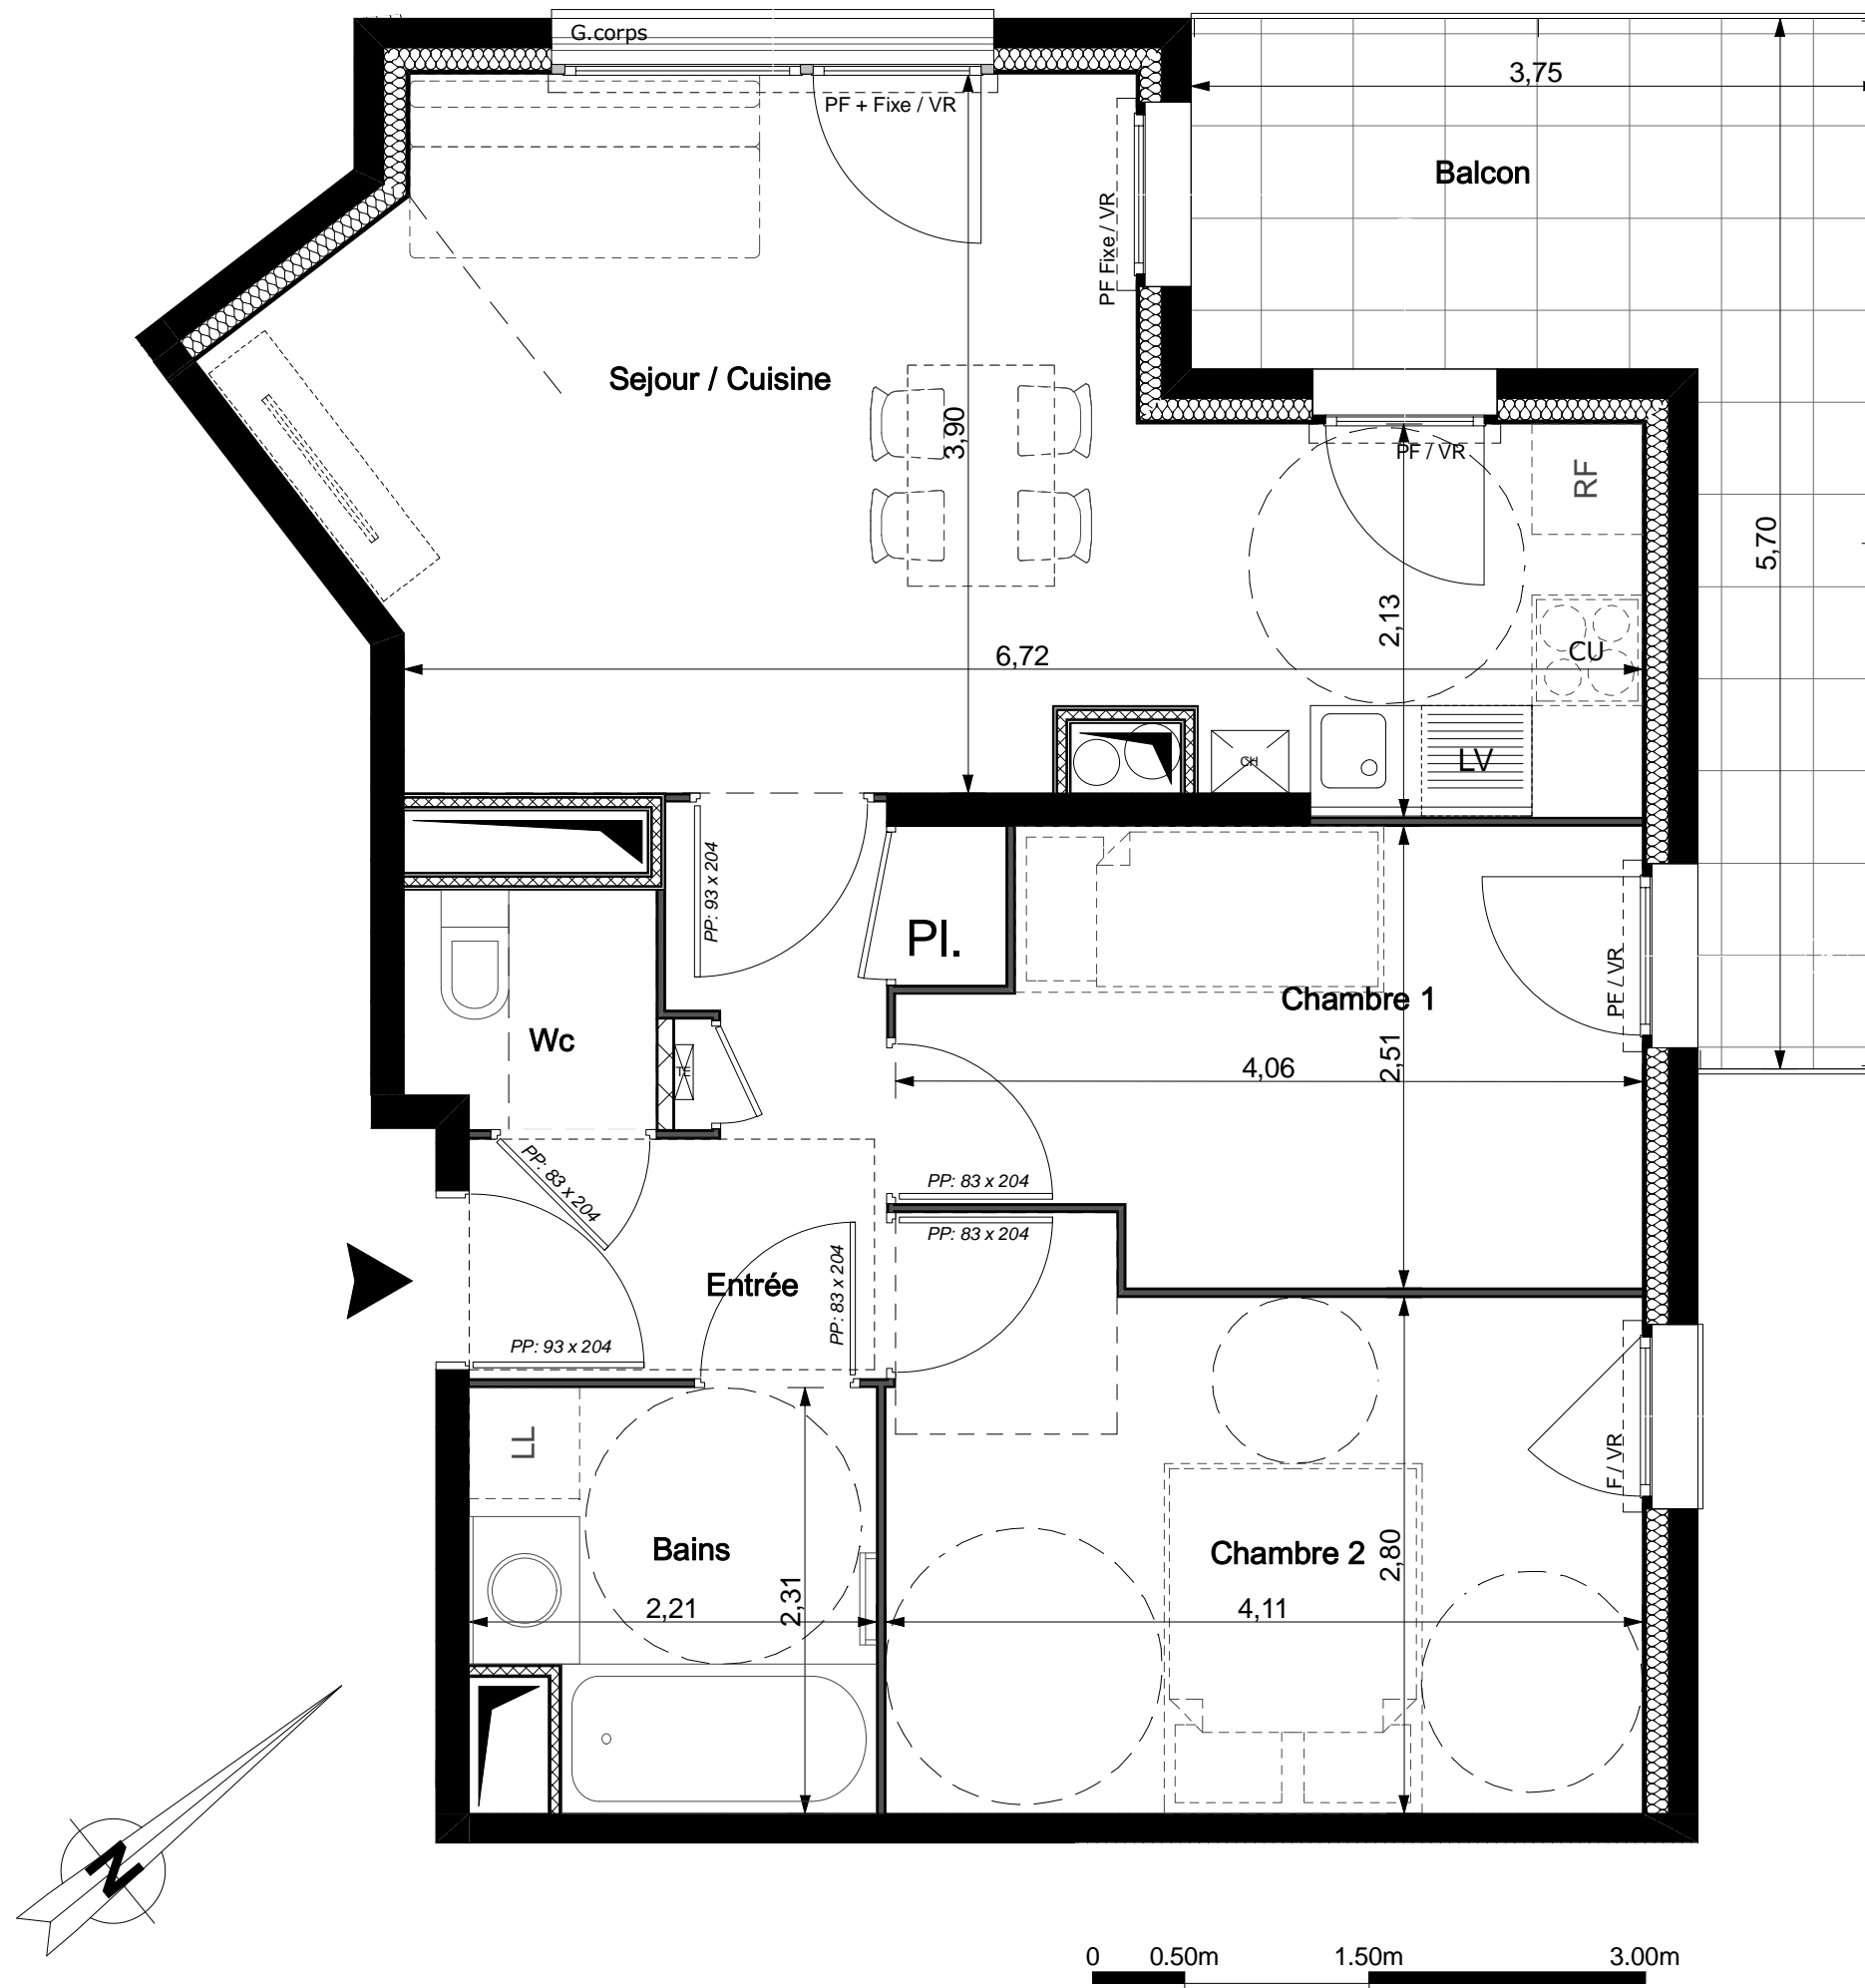 G.corps
3,75
PF + Fixe / VR
Balcon
PF Fixe / VR
Sejour / Cuisine
3,90
PF / VR
RF
5,70
2,13
6,72
CU
CH
LV
PP: 93 x 204
Pl.
Chambre 1
PE / VR
Wc
TE
4,06
2,51
PP: 83 x 204
PP: 83 x 204
PP: 83 x 204
Entrée
PP: 83 x 204
PP: 93 x 204
LL
F / VR
Bains
Chambre 2
2,80
2,31
2,21
4,11
N
0 0.50m 1.50m 3.00m